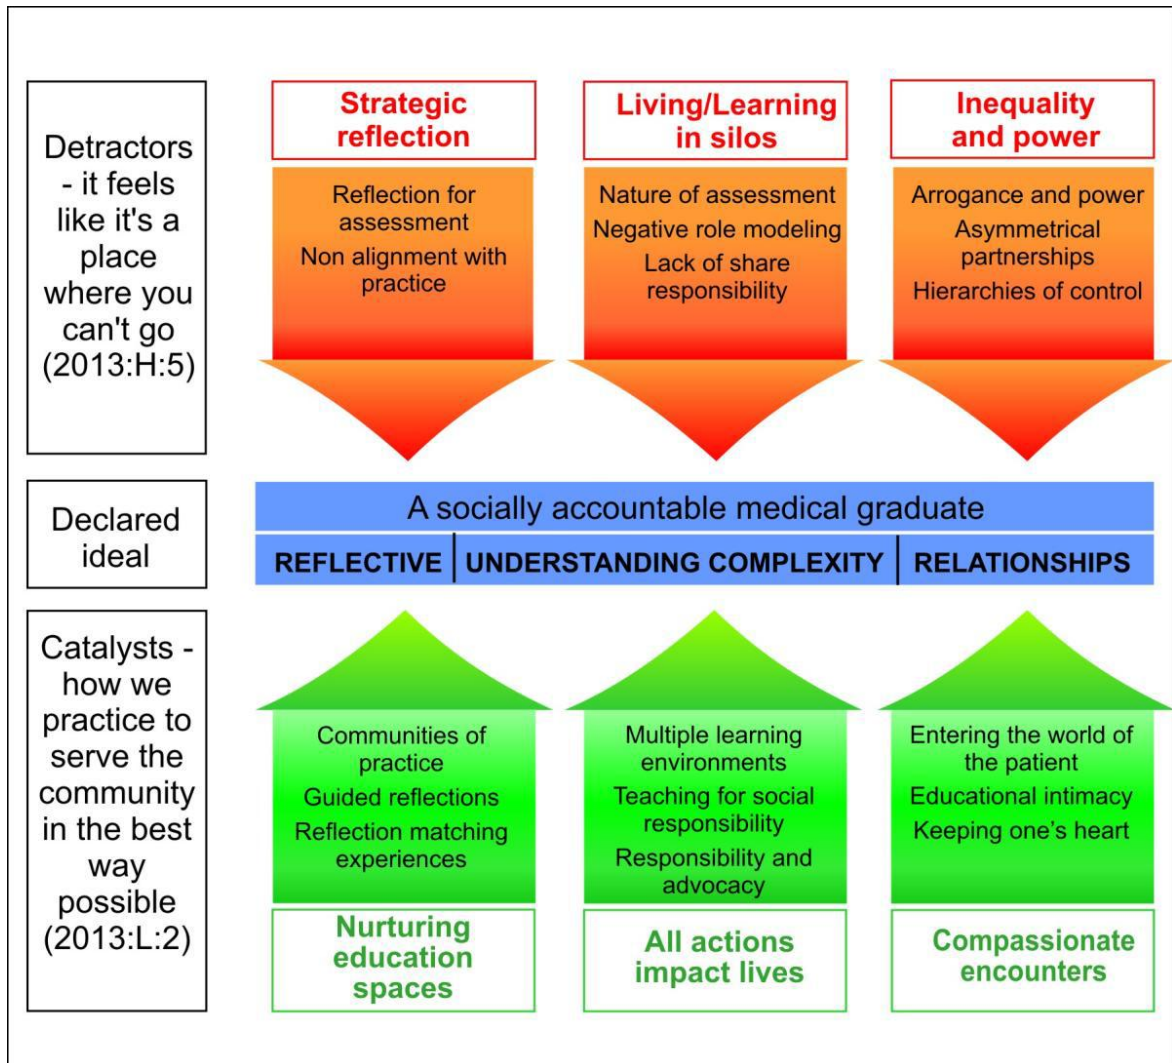 Detractors
- it feels
like it's a
place
where you
can't go
(2013:H:5)
Strategic
reflection
Reflection for
assessment
Non alignment with
practice
Living/Learning
in silos
Nature of assessment
Negative role modeling
Lack of share
responsibility
Inequality
and power
Arrogance and power
Asymmetrical
partnerships
Hierarchies of control
Declared
ideal
A socially accountable medical graduate
REFLECTIVE UNDERSTANDING COMPLEXITY RELATIONSHIPS
Catalysts -
how we
practice to
serve the
community
in the best
way
possible
(2013:L:2)
Communities of
practice
Guided reflections
Reflection matching
experiences
Nurturing
education
spaces
Multiple learning
environments
Teaching for social
responsibility
Responsibility and
advocacy
All actions
impact lives
Entering the world of
the patient
Educational intimacy
Keeping one’s heart
Compassionate
encounters